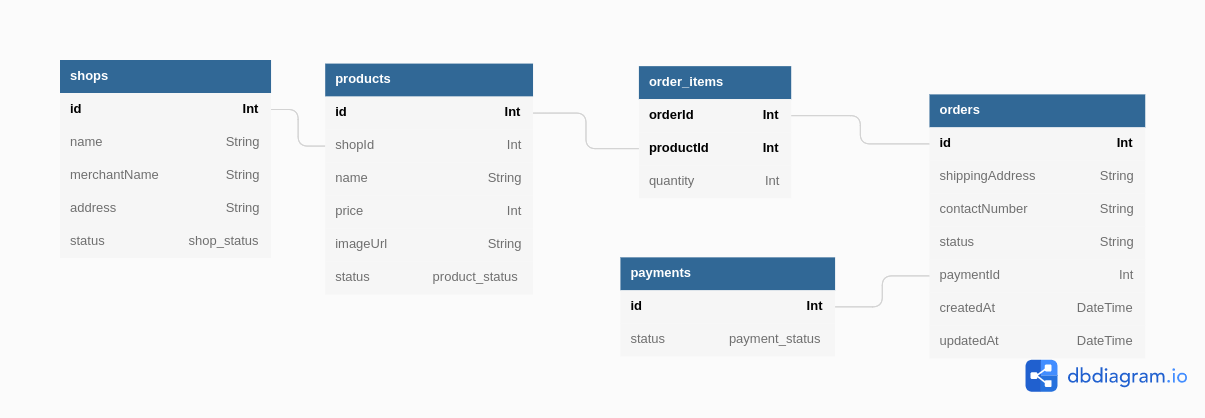 shops
id Int
name String
merchantName String
address String
status shop_status
products
id Int
shopId Int
name String
price Int
imageUrl String
status product_status
order_items
orderId Int
productId Int
quantity Int
payments
id Int
status payment_status
orders
id Int
shippingAddress String
contactNumber String
status String
paymentId Int
createdAt DateTime
updatedAt DateTime
dbdiagram.io